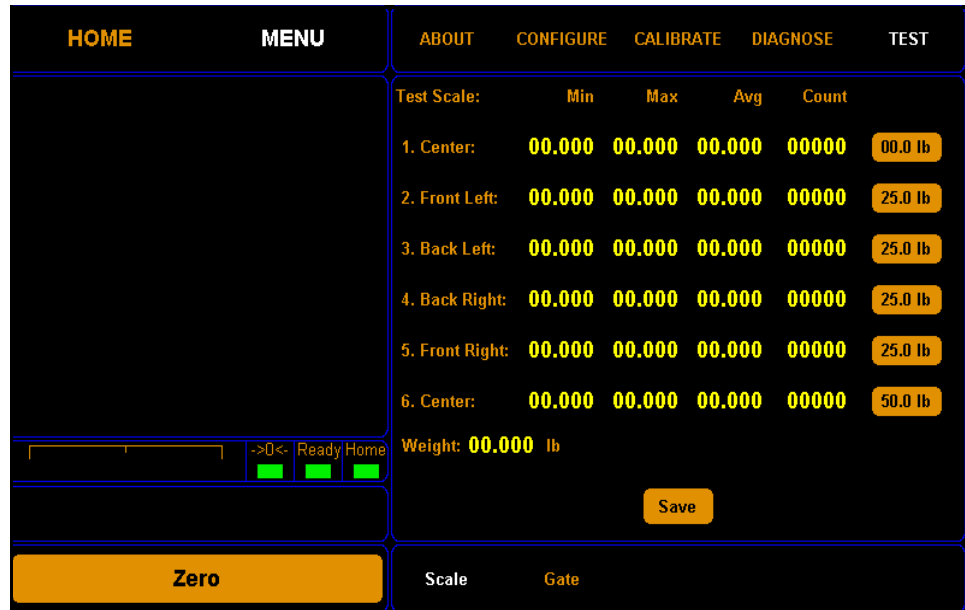 HOME MENU ABOUT CONFIGURE CALIBRATE DIAGNOSE TEST
Test Scale: Min Max Avg Count
1. Center: 00.000 00.000 00.000 00000 00.0 lb
2. Front Left: 00.000 00.000 00.000 00000 25.0 lb
3. Back Left: 00.000 00.000 00.000 00000 25.0 lb
4. Back Right: 00.000 00.000 00.000 00000 25.0 lb
5. Front Right: 00.000 00.000 00.000 00000 25.0 lb
6. Center: 00.000 00.000 00.000 00000 50.0 lb
->0<- Ready Home Weight: 00.000 lb
Save
Zero Scale Gate